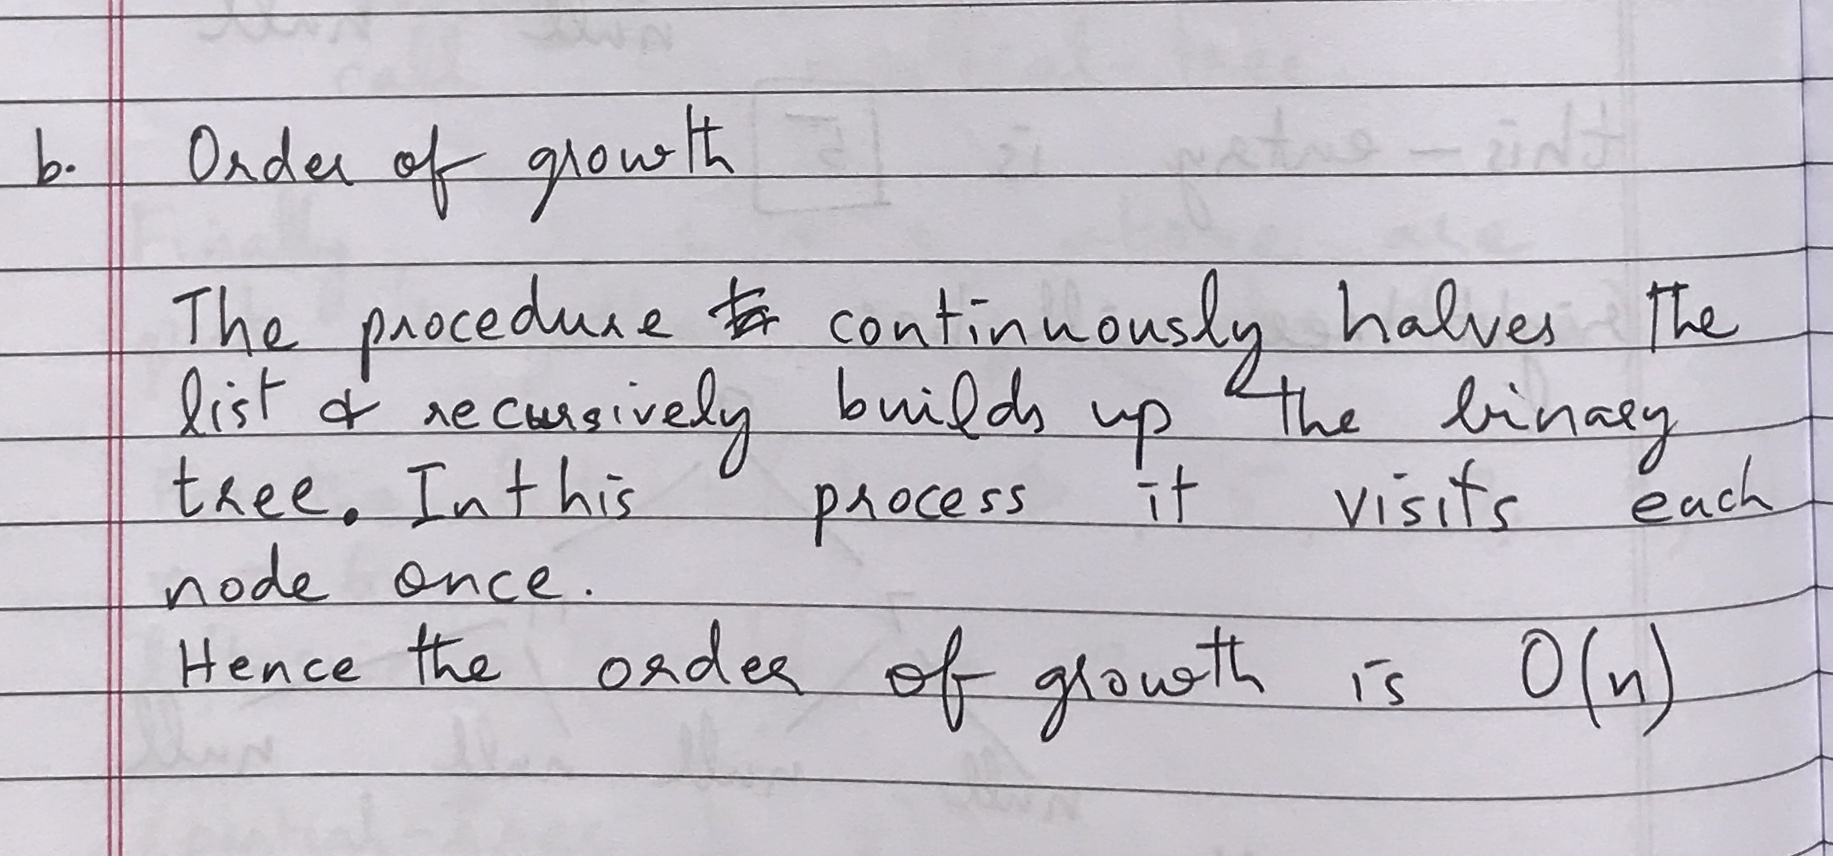 b. Order of growth
The procedure continuously halves the
list & recursively builds up the binary
tree. In this process it visits each
node once.
Hence the order of growth is O(n)